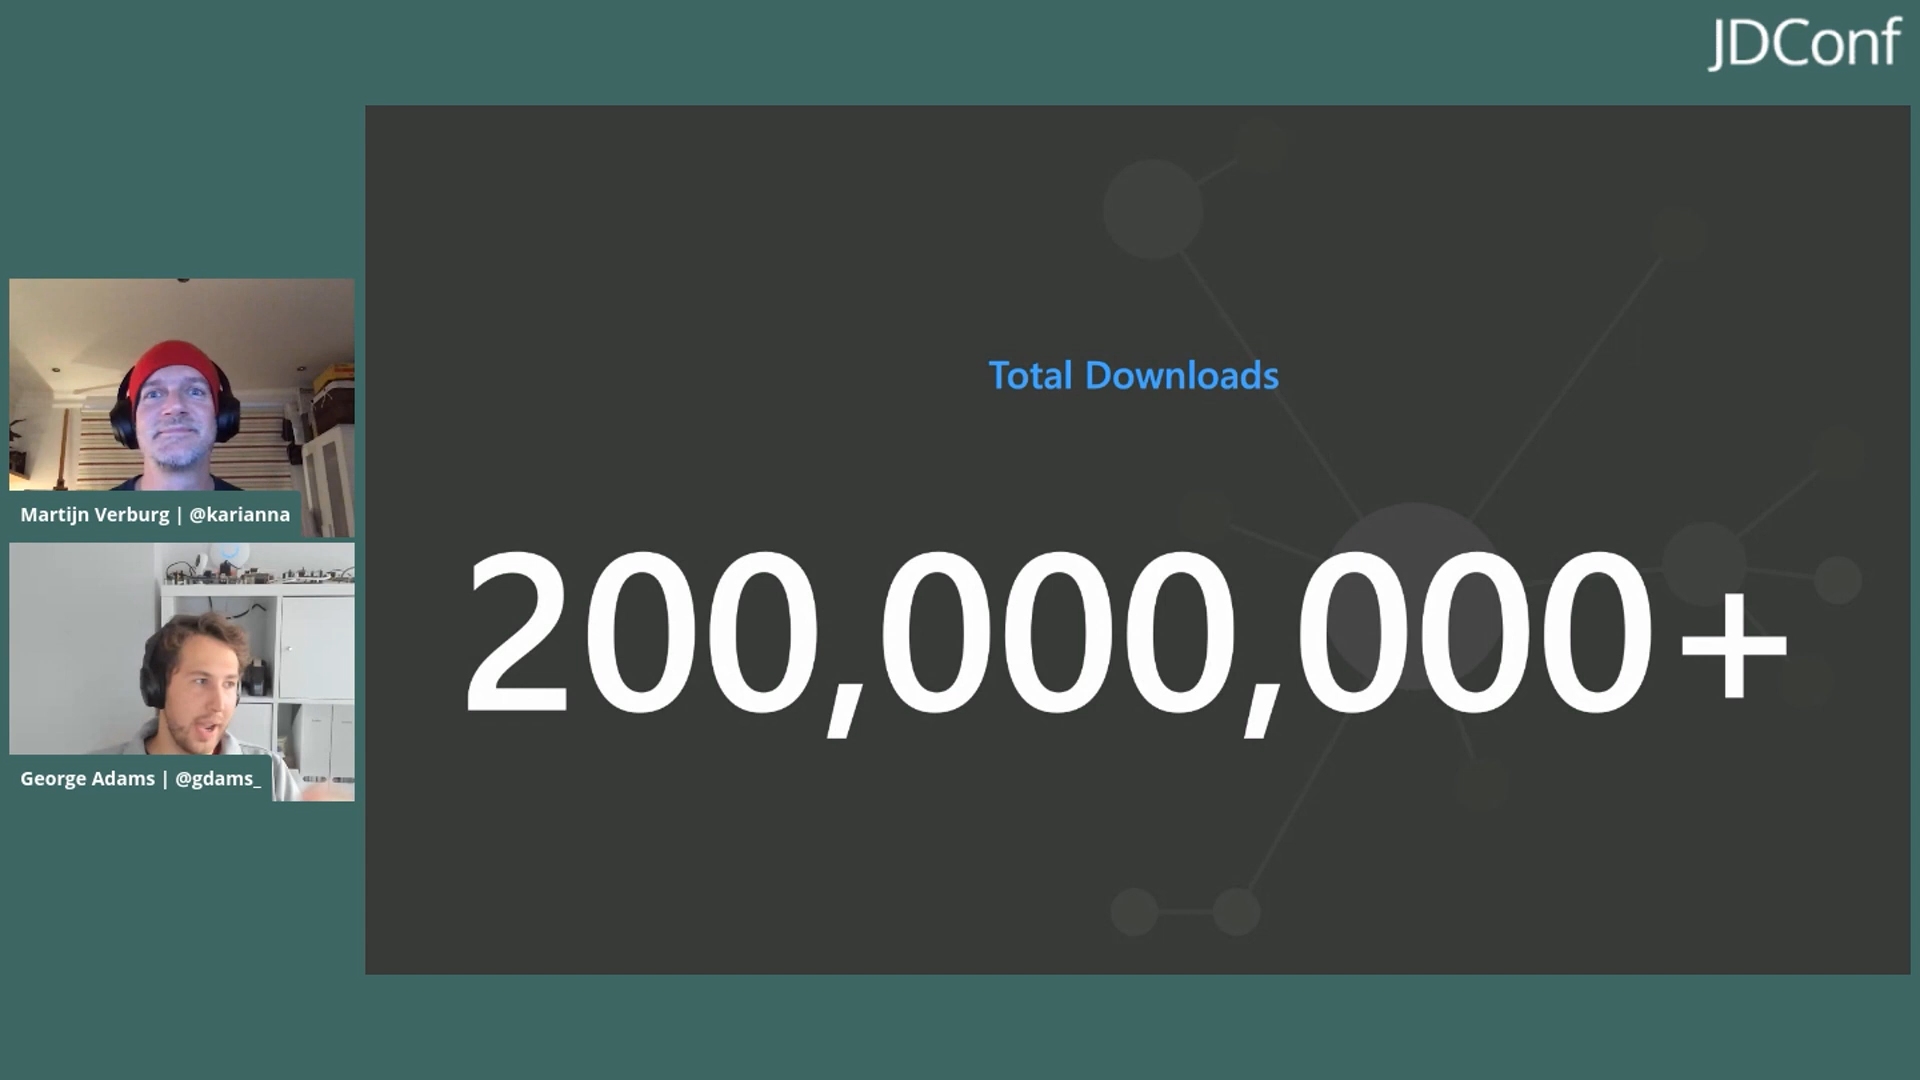 JDConf
Total Downloads
200,000,000+
Martijn Verburg | @karianna
George Adams | @gdams_